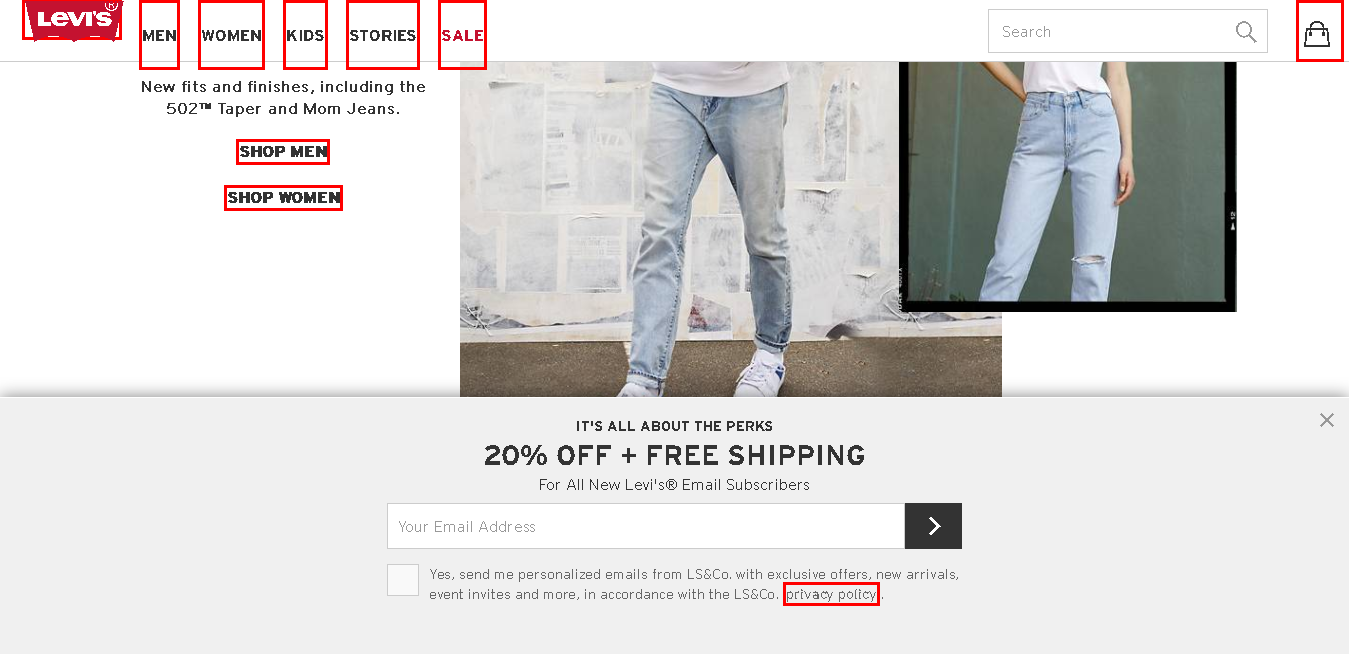 LEVI'S®
MEN WOMEN KIDS STORIES SALE
Search
New fits and finishes, including the
502™ Taper and Mom Jeans.
SHOP MEN
SHOP WOMEN
12
IT'S ALL ABOUT THE PERKS
20% OFF + FREE SHIPPING
For All New Levi's® Email Subscribers
Your Email Address
Yes, send me personalized emails from LS&Co. with exclusive offers, new arrivals,
event invites and more, in accordance with the LS&Co. privacy policy.